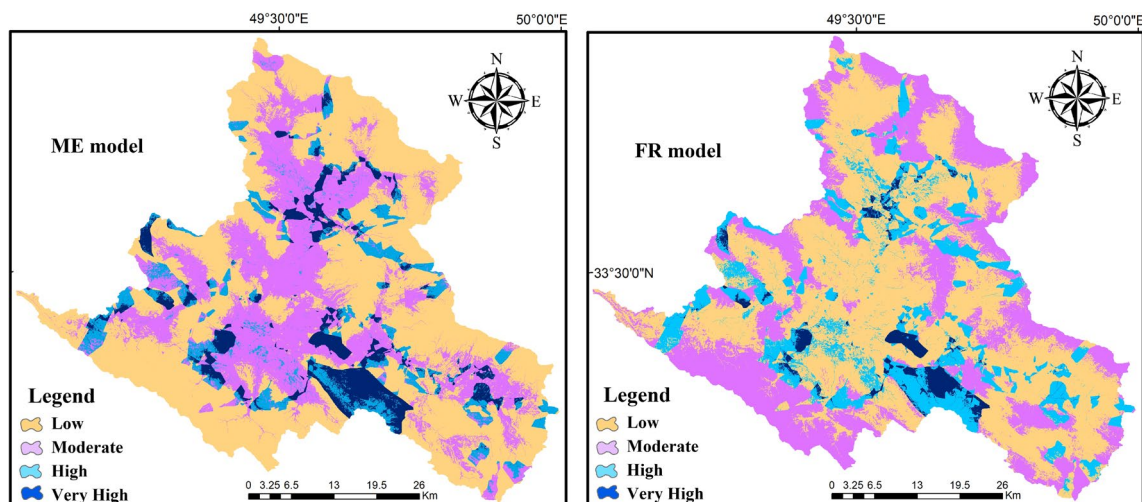 49°30'0"E 50°0'0"E
N
W E
S
ME model
Legend
Low
Moderate
High
Very High
0 3.25 6.5 13 19.5 26
Km
49°30'0"E 50°0'0"E
N
W E
S
FR model
33°30'0"N
Legend
Low
Moderate
High
Very High
0 3.25 6.5 13 19.5 26
Km